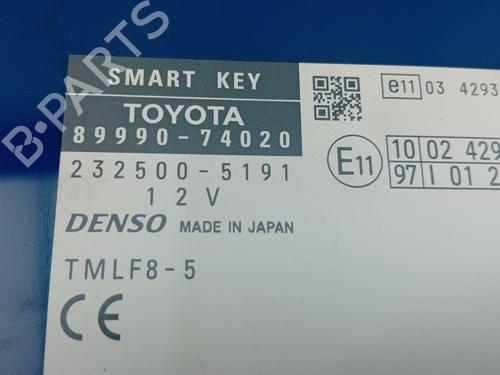 SMART KEY
TOYOTA
89990-74020
232500-5191
12V
DENSO MADE IN JAPAN
TMLF8-5
CE
e11 03 4293
E11
10 02 429
97 I 01 2
B-PARTS